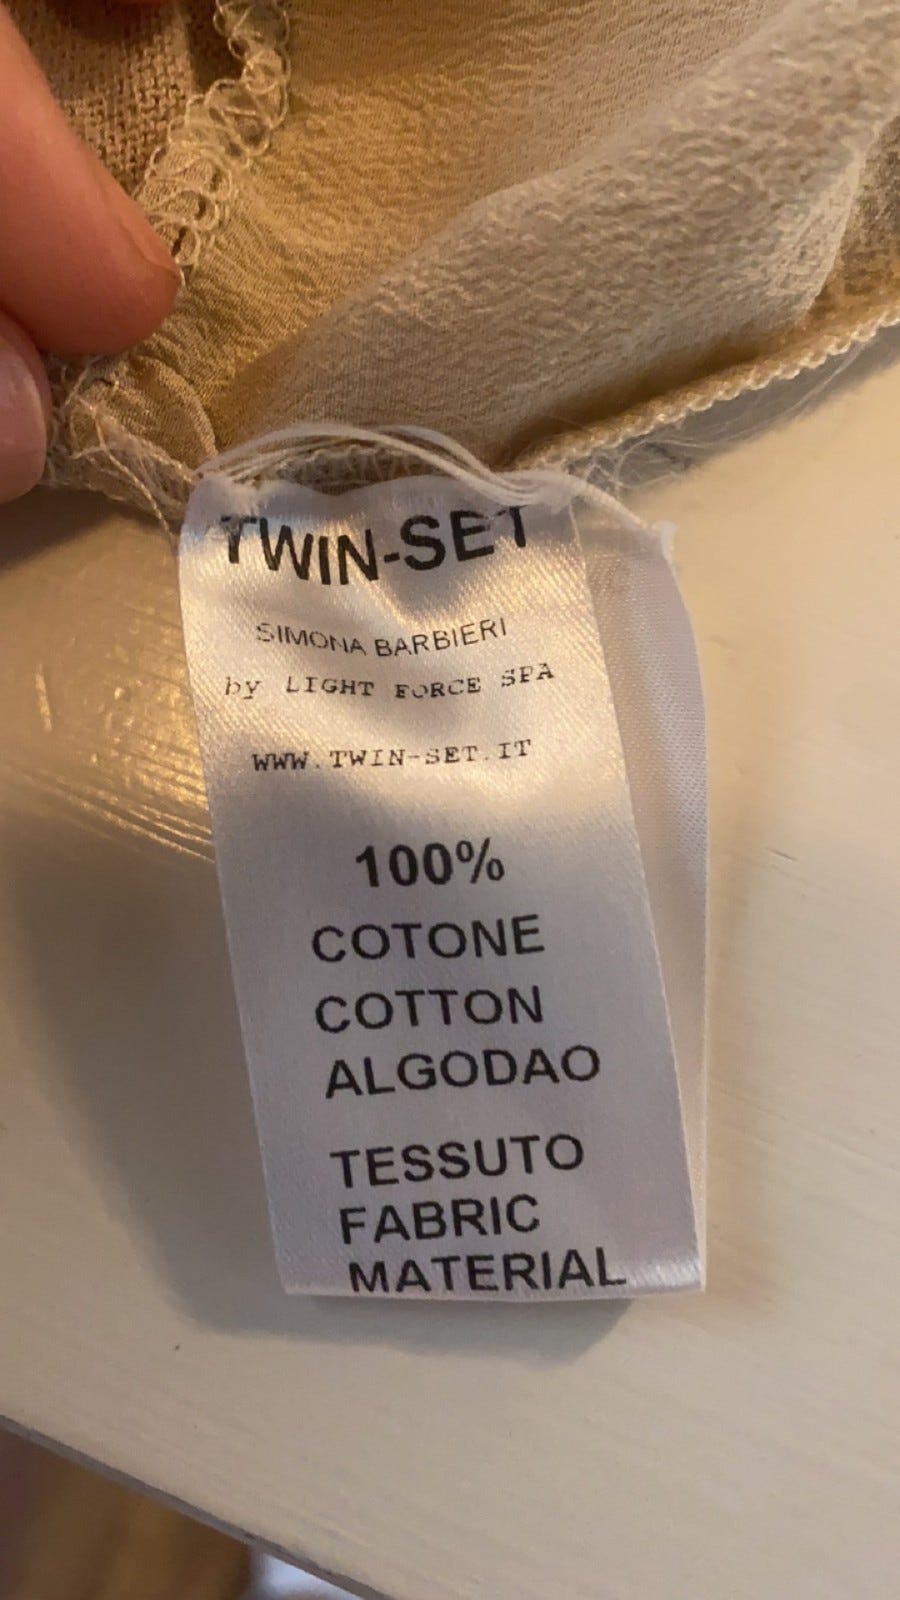 TWIN-SET
SIMONA BARBIERI
by LIGHT FORCE SPA
WWW.TWIN-SET.IT
100%
COTONE
COTTON
ALGODAO
TESSUTO
FABRIC
MATERIAL